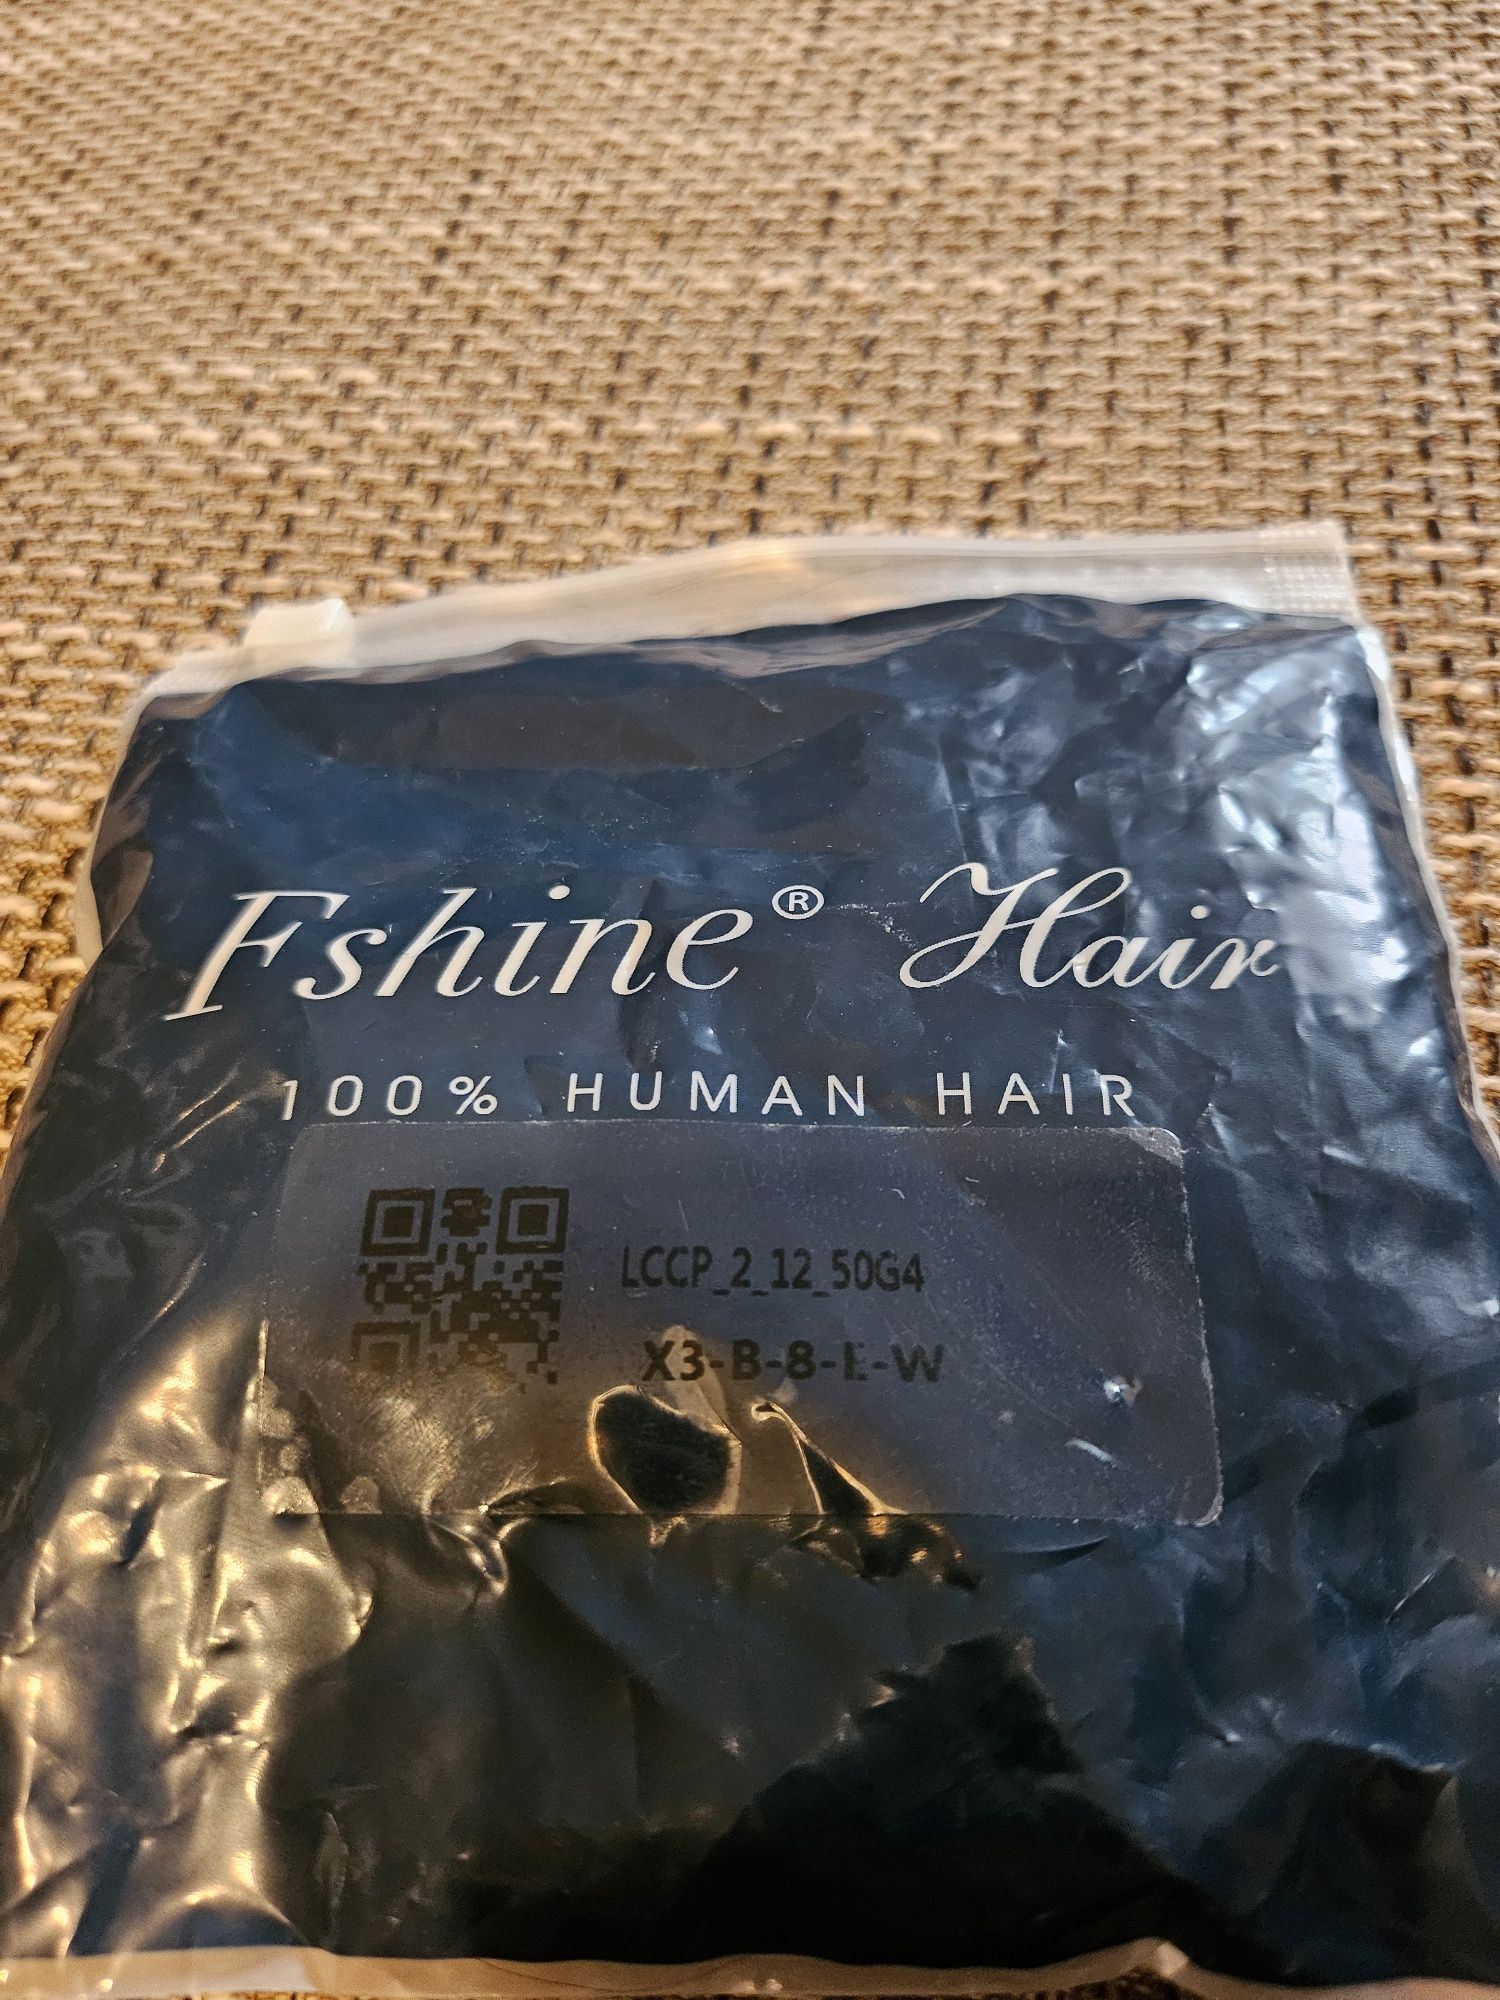 Fshine® Hair
100% HUMAN HAIR
LCCP_2_12_50G4
X3-B-8-L-W